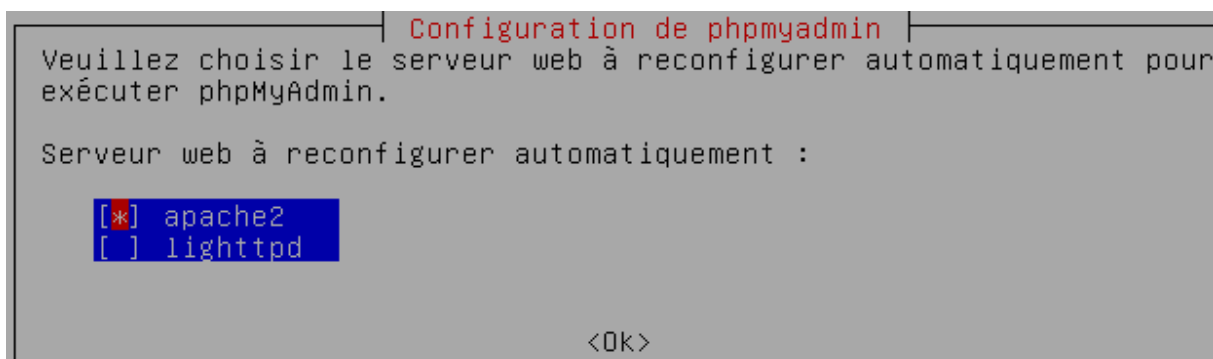 Configuration de phpmyadmin
Veuillez choisir le serveur web à reconfigurer automatiquement pour
exécuter phpMyAdmin.
Serveur web à reconfigurer automatiquement :
[*] apache2
[ ] lighttpd
<Ok>